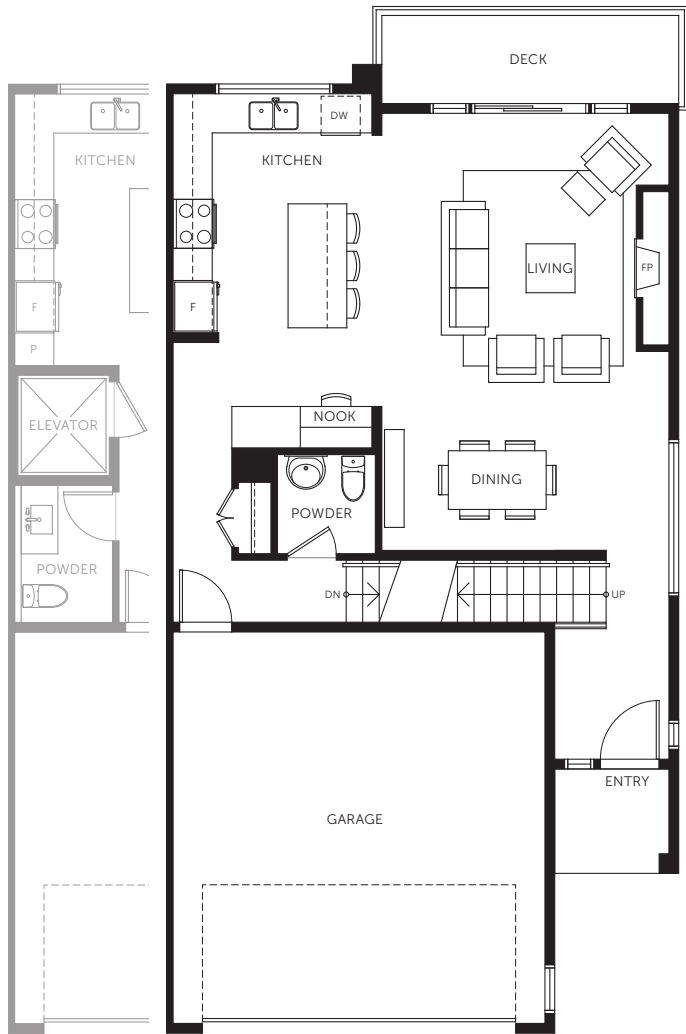 DECK
DW
KITCHEN
KITCHEN
LIVING
FP
F
F
P
NOOK
ELEVATOR
DINING
POWDER
POWDER
DN
UP
ENTRY
GARAGE